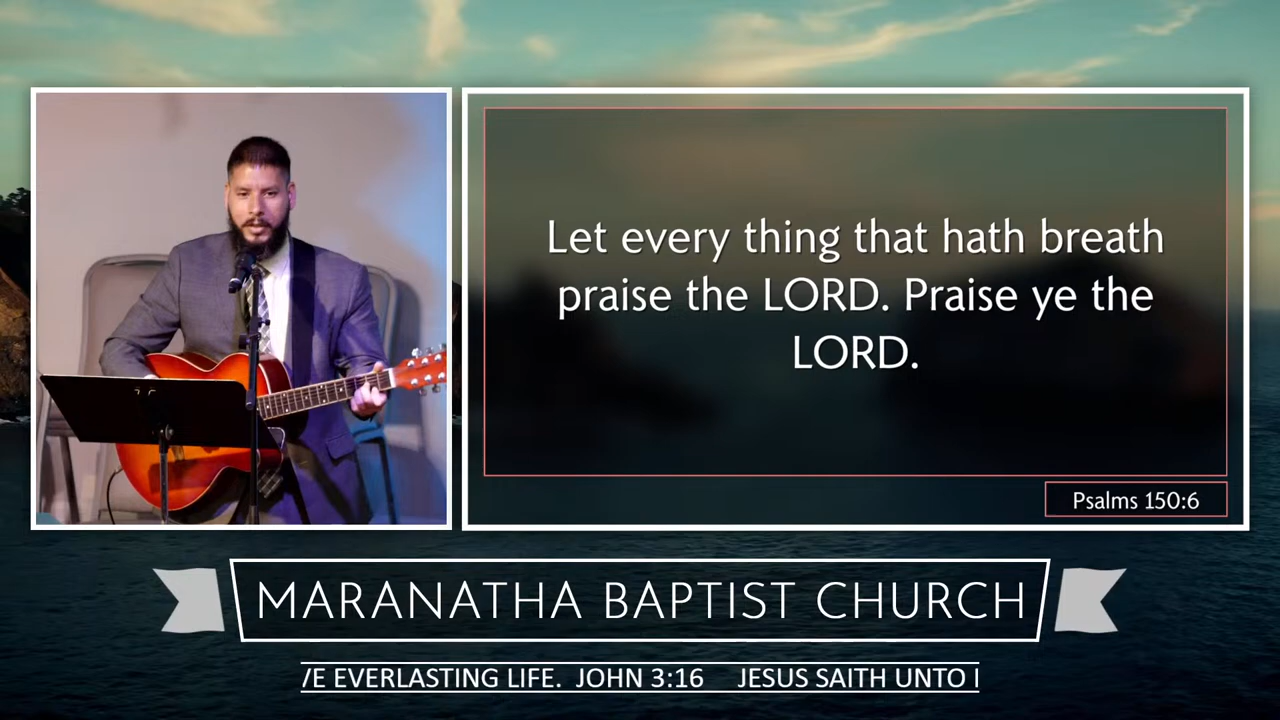 Let every thing that hath breath
praise the LORD. Praise ye the
LORD.
Psalms 150:6
MARANATHA BAPTIST CHURCH
EVERLASTING LIFE.  JOHN 3:16     JESUS SAITH UNTO